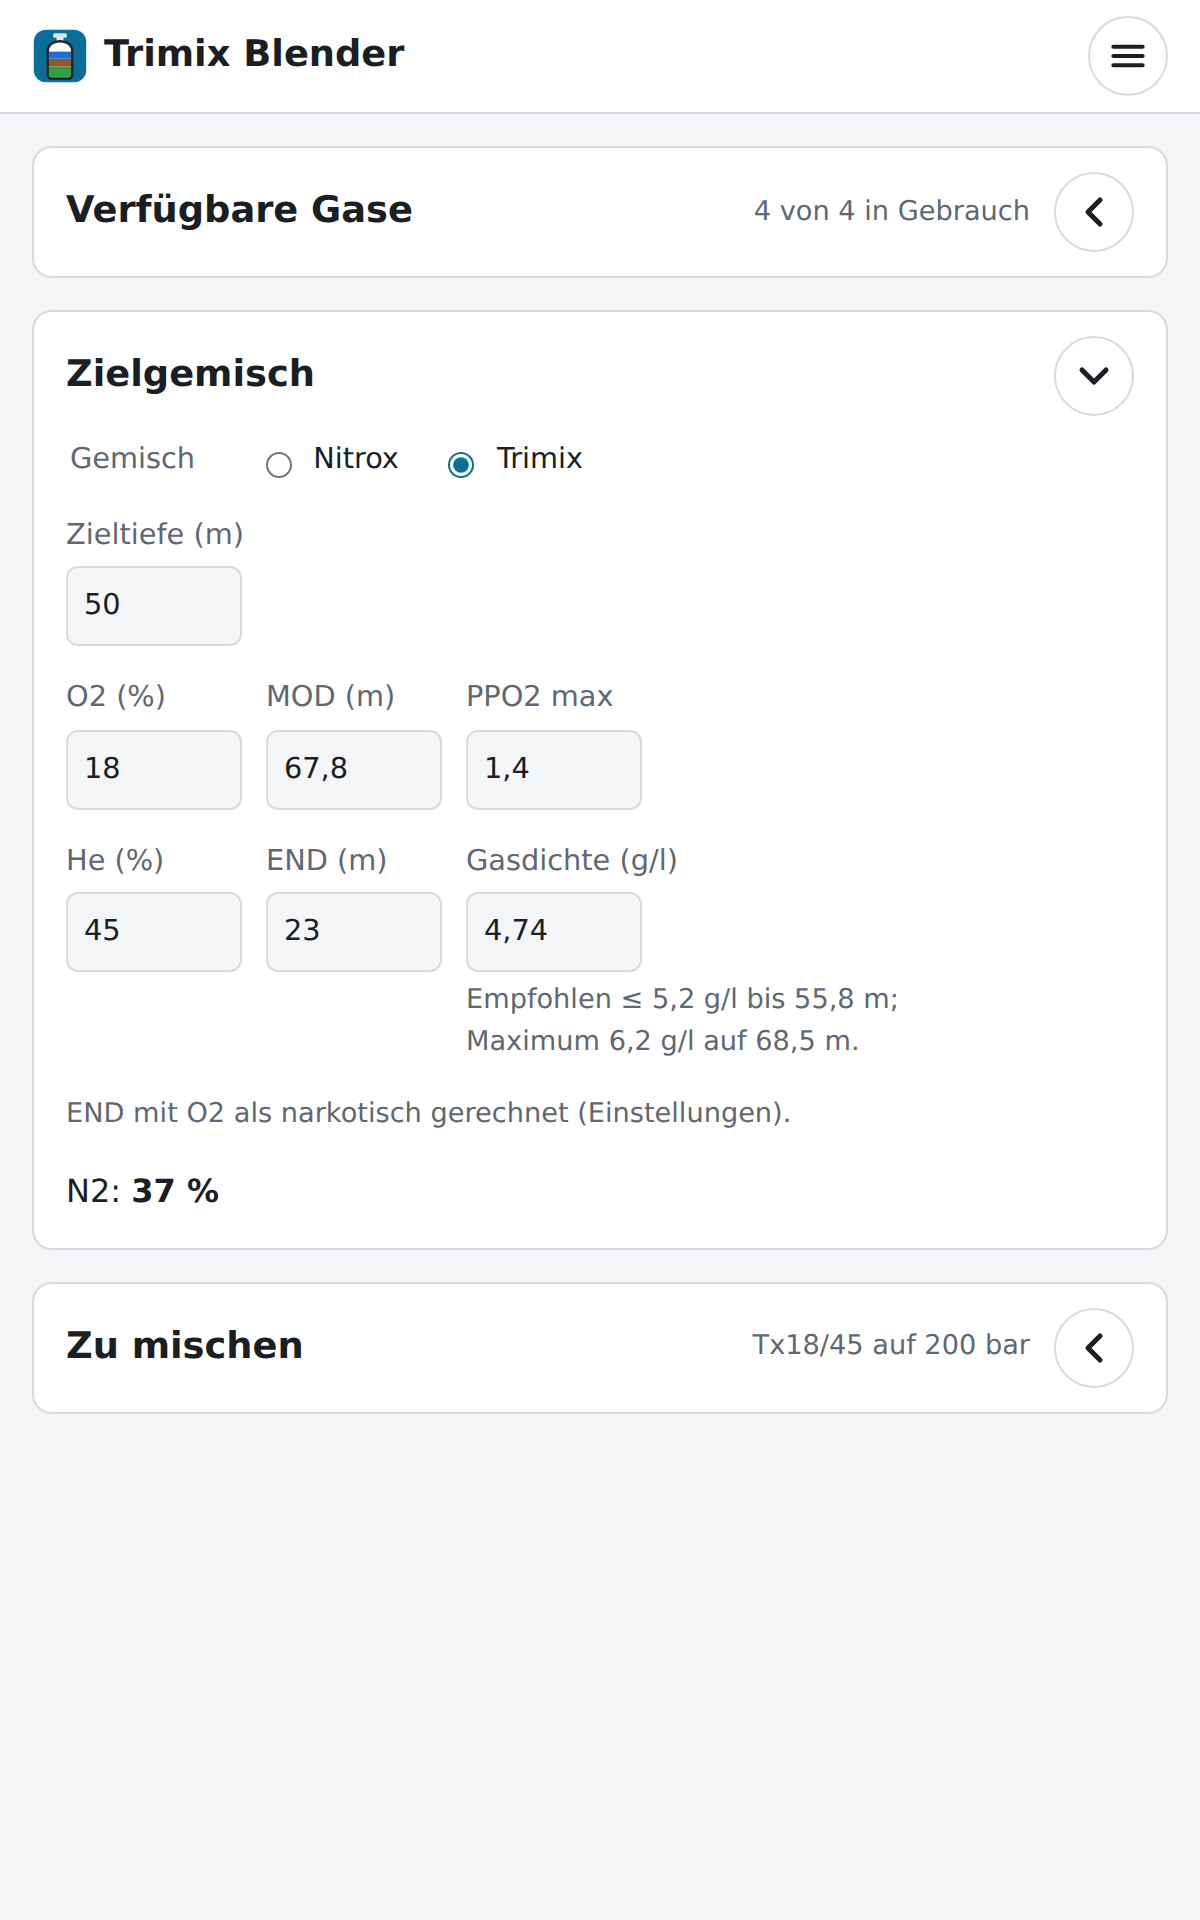 Trimix Blender
Verfügbare Gase 4 von 4 in Gebrauch
Zielgemisch
Gemisch Nitrox Trimix
Zieltiefe (m)
50
O2 (%) MOD (m) PPO2 max
18 67,8 1,4
He (%) END (m) Gasdichte (g/l)
45 23 4,74
Empfohlen ≤ 5,2 g/l bis 55,8 m;
Maximum 6,2 g/l auf 68,5 m.
END mit O2 als narkotisch gerechnet (Einstellungen).
N2: 37 %
Zu mischen Tx18/45 auf 200 bar